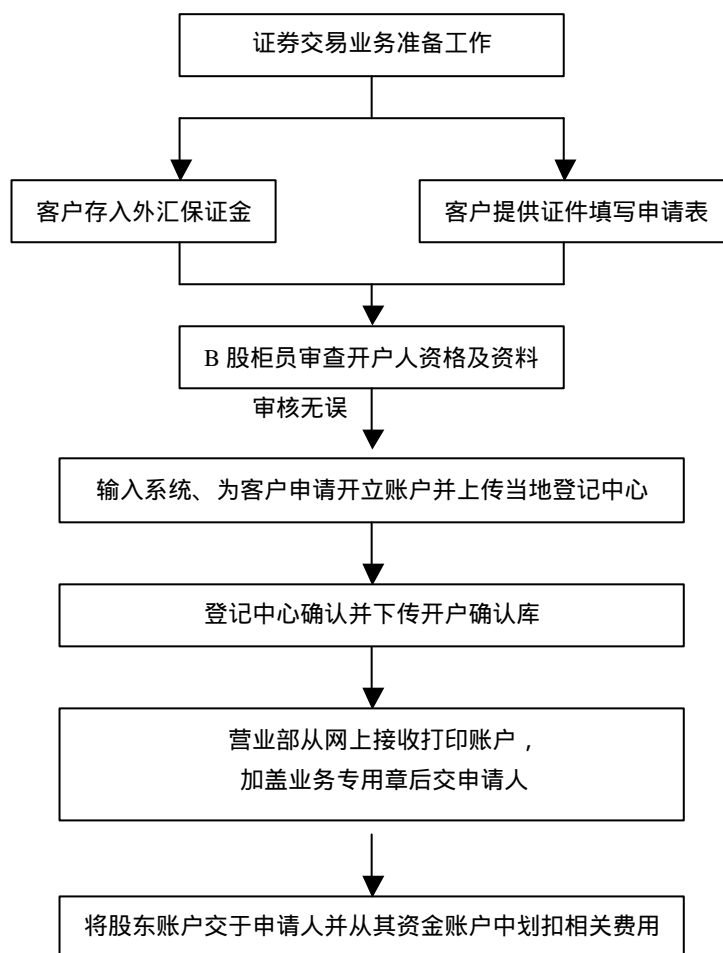 证券交易业务准备工作
客户存入外汇保证金
客户提供证件填写申请表
B 股柜员审查开户人资格及资料
审核无误
输入系统、为客户申请开立账户并上传当地登记中心
登记中心确认并下传开户确认库
营业部从网上接收打印账户，
加盖业务专用章后交申请人
将股东账户交于申请人并从其资金账户中划扣相关费用